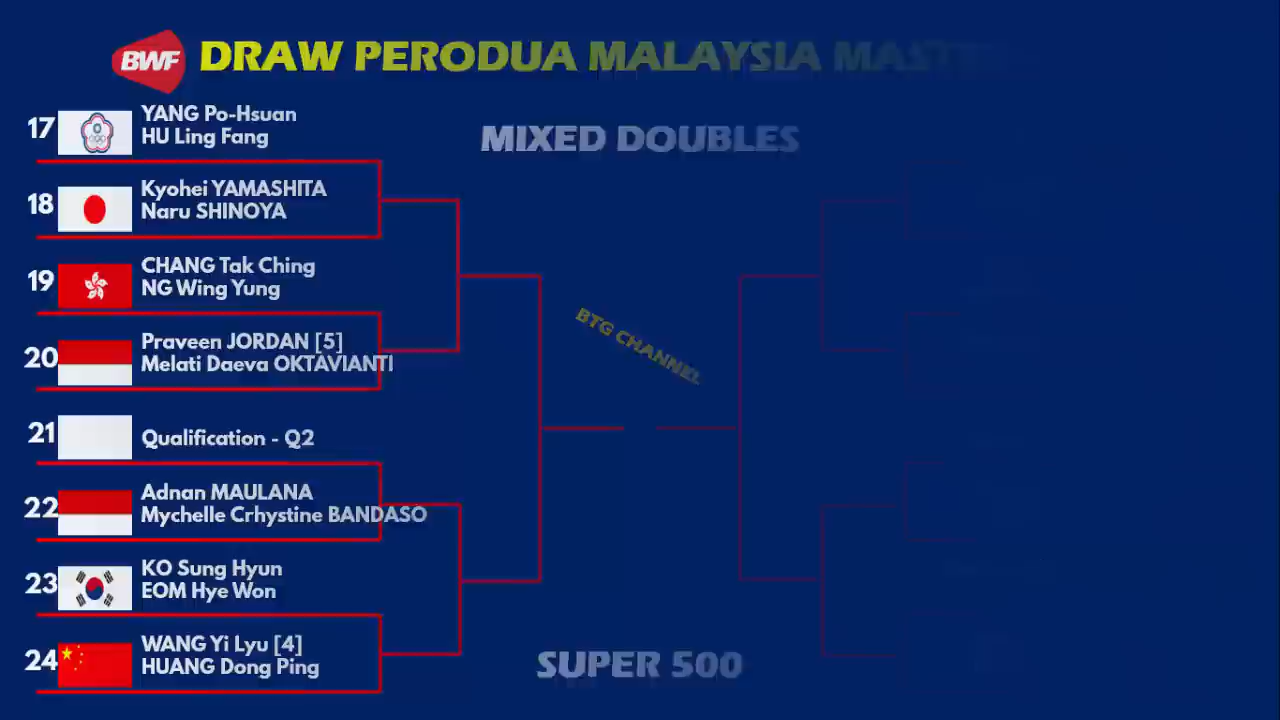 BWF DRAW PERODUA MALAYSIA MAST
17 YANG Po-Hsuan
HU Ling Fang
MIXED DOUBLES
18 Kyohei YAMASHITA
Naru SHINOYA
19 CHANG Tak Ching
NG Wing Yung
20 Praveen JORDAN [5]
Melati Daeva OKTAVIANTI
BTG CHANNEL
21 Qualification - Q2
22 Adnan MAULANA
Mychelle Crhystine BANDASO
23 KO Sung Hyun
EOM Hye Won
24 WANG Yi Lyu [4]
HUANG Dong Ping
SUPER 500